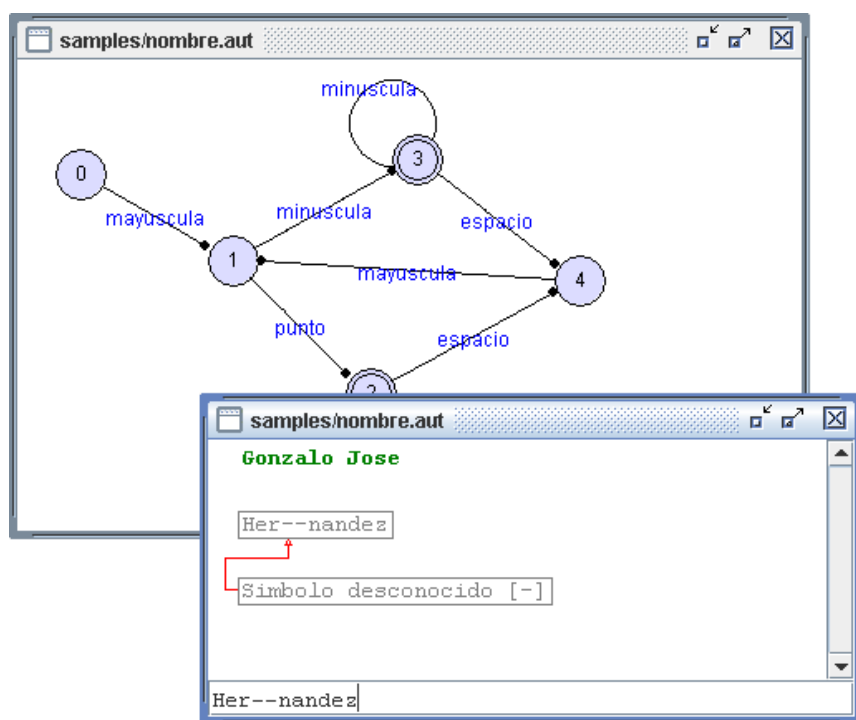 samples/nombre.aut
minuscula
3
0
mayuscula
minuscula
espacio
1
mayuscula
4
punto
espacio
2
samples/nombre.aut
Gonzalo Jose
Her--nandez
Simbolo desconocido [-]
Her--nandez